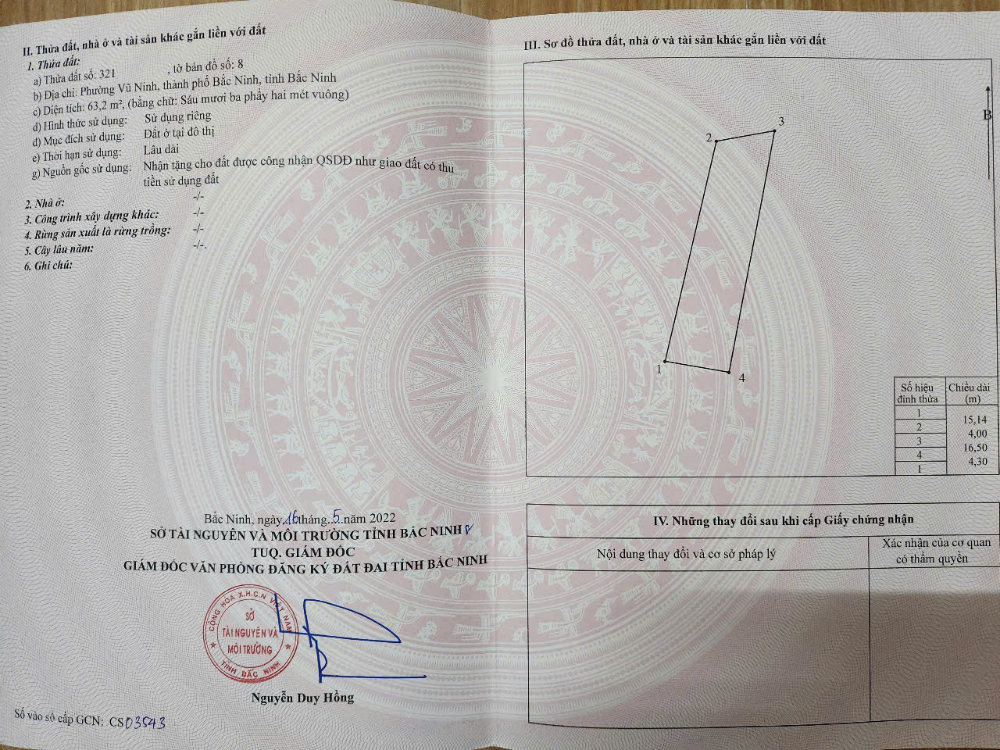 II. Thửa đất, nhà ở và tài sản khác gắn liền với đất
1. Thửa đất:
a) Thửa đất số: 321 , tờ bản đồ số: 8
b) Địa chỉ: Phường Vũ Ninh, thành phố Bắc Ninh, tỉnh Bắc Ninh
c) Diện tích: 63,2 m², (bằng chữ: Sáu mươi ba phẩy hai mét vuông)
d) Hình thức sử dụng: Sử dụng riêng
đ) Mục đích sử dụng: Đất ở tại đô thị
e) Thời hạn sử dụng: Lâu dài
g) Nguồn gốc sử dụng: Nhận tặng cho đất được công nhận QSDĐ như giao đất có thu
tiền sử dụng đất
2. Nhà ở: -/-
3. Công trình xây dựng khác: -/-
4. Rừng sản xuất là rừng trồng: -/-
5. Cây lâu năm: -/-.
6. Ghi chú:
Bắc Ninh, ngày 16 tháng 5 năm 2022
SỞ TÀI NGUYÊN VÀ MÔI TRƯỜNG TỈNH BẮC NINH
TUQ. GIÁM ĐỐC
GIÁM ĐỐC VĂN PHÒNG ĐĂNG KÝ ĐẤT ĐAI TỈNH BẮC NINH
CỘNG HÒA X.H.C.N VIỆT NAM
SỞ
TÀI NGUYÊN VÀ
MÔI TRƯỜNG
TỈNH BẮC NINH
Nguyễn Duy Hồng
Số vào sổ cấp GCN: CS 03543
III. Sơ đồ thửa đất, nhà ở và tài sản khác gắn liền với đất
B
3
2
1
4
Số hiệu đỉnh thửa Chiều dài (m)
1
15,14
2
4,00
3
16,50
4
4,30
1
IV. Những thay đổi sau khi cấp Giấy chứng nhận
Nội dung thay đổi và cơ sở pháp lý
Xác nhận của cơ quan
có thẩm quyền